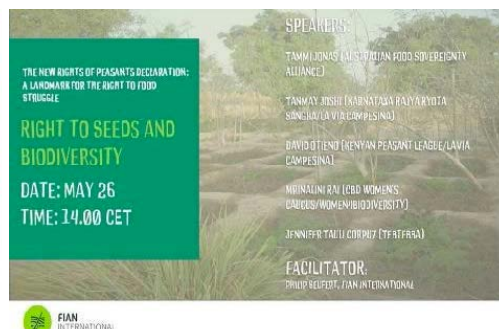 THE NEW RIGHTS OF PEASANTS DECLARATION:
A LANDMARK FOR THE RIGHT TO FOOD
STRUGGLE
RIGHT TO SEEDS AND
BIODIVERSITY
DATE: MAY 26
TIME: 14.00 CET
SPEAKERS:
TAMMI JONAS (AUSTRALIAN FOOD SOVEREIGNTY
ALLIANCE)
TANMAY JOSHI (KARNATAKA RAJYA RYOTA
SANGHA/LA VIA CAMPESINA)
DAVID OTIENO (KENYAN PEASANT LEAGUE/LA VIA
CAMPESINA)
MRINALINI RAI (CBD WOMEN'S
CAUCUS/WOMEN4BIODIVERSITY)
JENNIFER TAULI CORPUZ (TEBTEBBA)
FACILITATOR:
PHILIP SEUFERT, FIAN INTERNATIONAL
FIAN
INTERNATIONAL